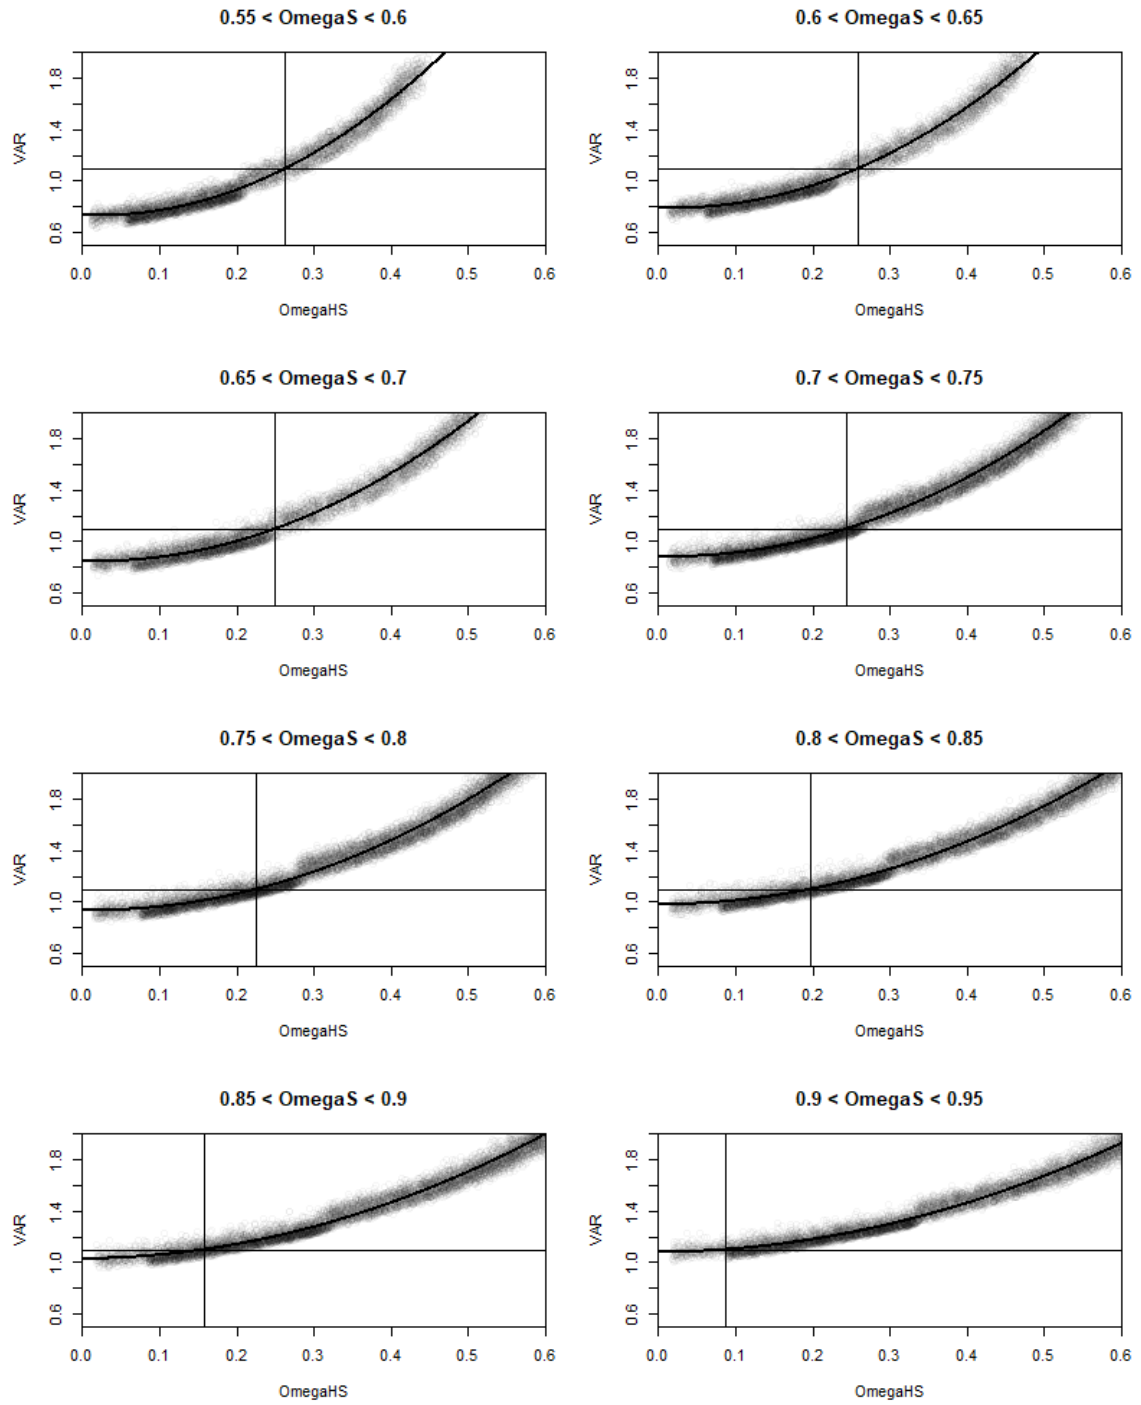 0.55 < OmegaS < 0.6
VAR
0.6 1.0 1.4 1.8
0.0 0.1 0.2 0.3 0.4 0.5 0.6
OmegaHS
0.6 < OmegaS < 0.65
VAR
0.6 1.0 1.4 1.8
0.0 0.1 0.2 0.3 0.4 0.5 0.6
OmegaHS
0.65 < OmegaS < 0.7
VAR
0.6 1.0 1.4 1.8
0.0 0.1 0.2 0.3 0.4 0.5 0.6
OmegaHS
0.7 < OmegaS < 0.75
VAR
0.6 1.0 1.4 1.8
0.0 0.1 0.2 0.3 0.4 0.5 0.6
OmegaHS
0.75 < OmegaS < 0.8
VAR
0.6 1.0 1.4 1.8
0.0 0.1 0.2 0.3 0.4 0.5 0.6
OmegaHS
0.8 < OmegaS < 0.85
VAR
0.6 1.0 1.4 1.8
0.0 0.1 0.2 0.3 0.4 0.5 0.6
OmegaHS
0.85 < OmegaS < 0.9
VAR
0.6 1.0 1.4 1.8
0.0 0.1 0.2 0.3 0.4 0.5 0.6
OmegaHS
0.9 < OmegaS < 0.95
VAR
0.6 1.0 1.4 1.8
0.0 0.1 0.2 0.3 0.4 0.5 0.6
OmegaHS